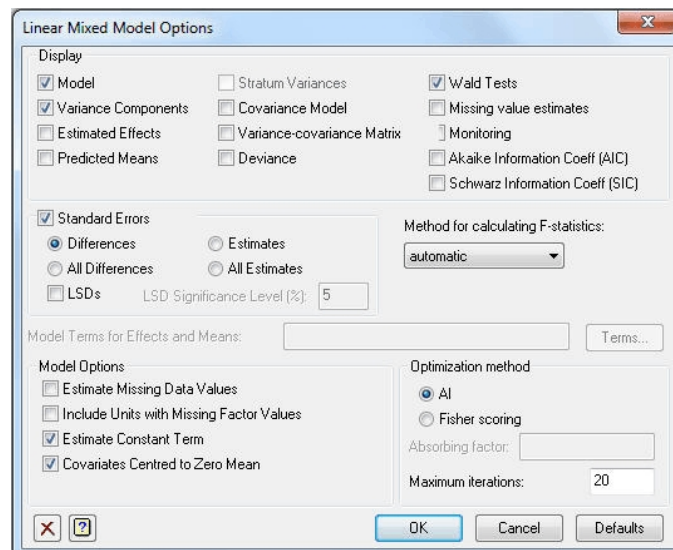 Linear Mixed Model Options
Display
Model
Stratum Variances
Wald Tests
Variance Components
Covariance Model
Missing value estimates
Estimated Effects
Variance-covariance Matrix
Monitoring
Predicted Means
Deviance
Akaike Information Coeff (AIC)
Schwarz Information Coeff (SIC)
Standard Errors
Differences
Estimates
All Differences
All Estimates
LSDs
LSD Significance Level (%):
5
Method for calculating F-statistics:
automatic
Model Terms for Effects and Means:
Terms...
Model Options
Estimate Missing Data Values
Include Units with Missing Factor Values
Estimate Constant Term
Covariates Centred to Zero Mean
Optimization method
AI
Fisher scoring
Absorbing factor:
Maximum iterations:
20
OK
Cancel
Defaults